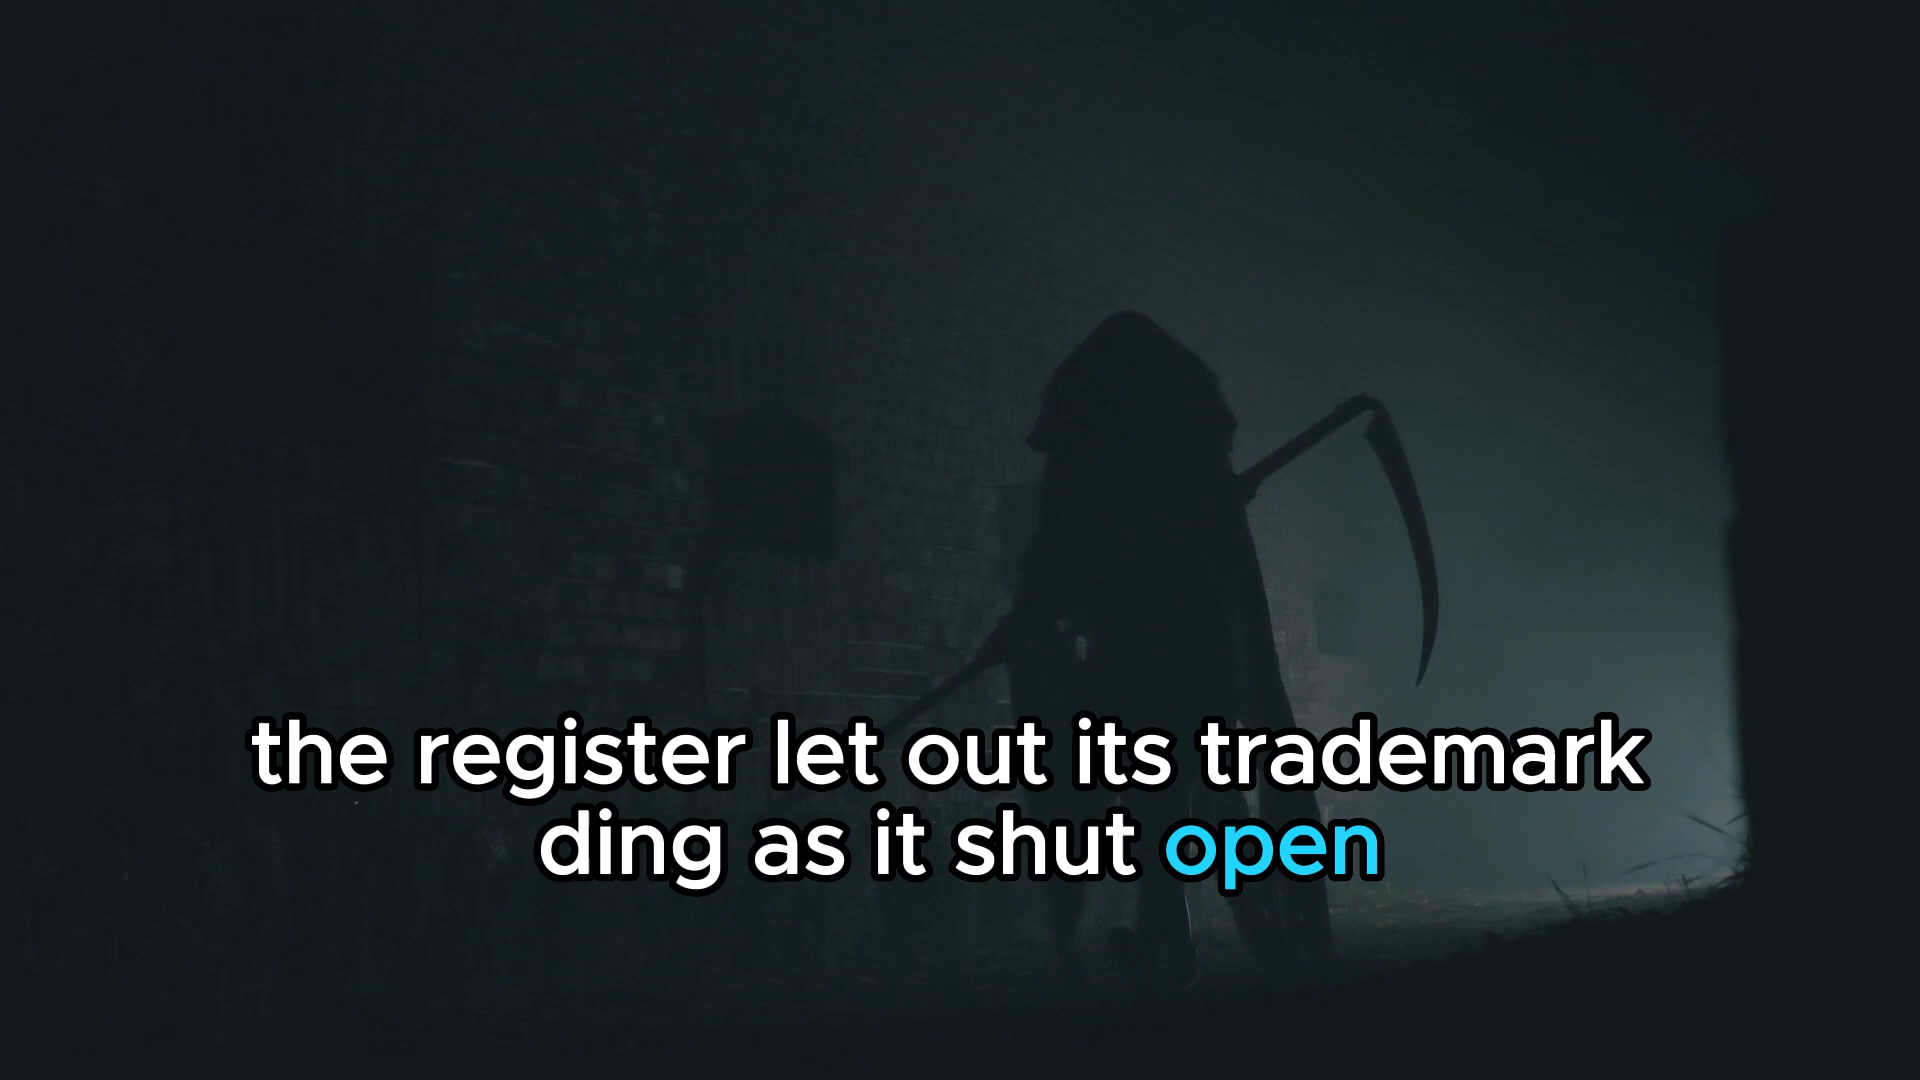 the register let out its trademark
ding as it shut open